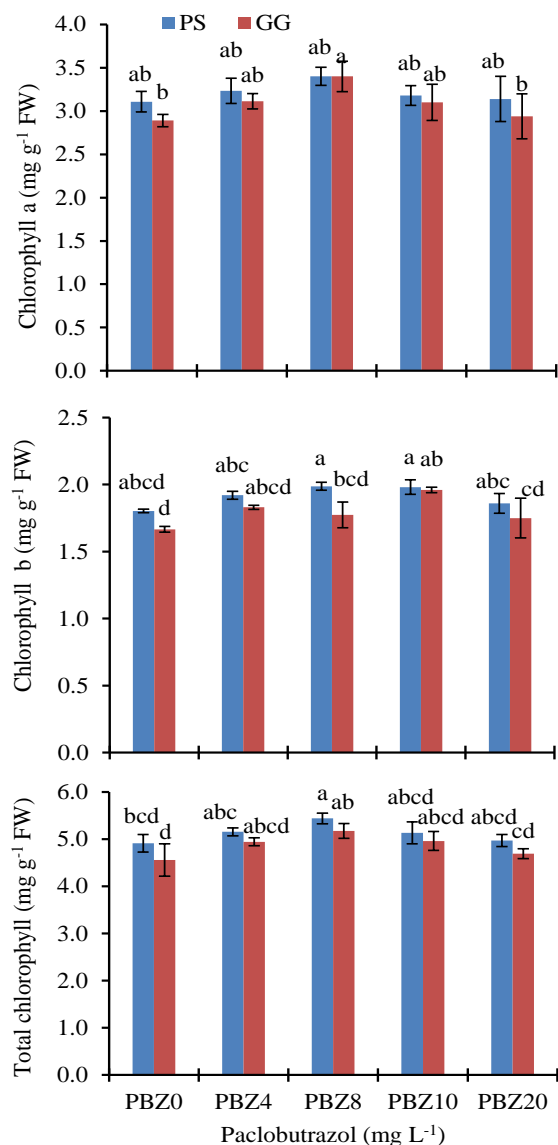 PS GG
Chlorophyll a (mg g-1 FW)
4.0
3.5
3.0
2.5
2.0
1.5
1.0
0.5
0.0
ab b ab ab ab a ab ab ab b
Chlorophyll b (mg g-1 FW)
2.5
2.0
1.5
1.0
0.5
0.0
abcd d abc abcd a bcd a ab abc cd
Total chlorophyll (mg g-1 FW)
6.0
5.0
4.0
3.0
2.0
1.0
0.0
bcd d abc abcd a ab abcd abcd abcd cd
PBZ0 PBZ4 PBZ8 PBZ10 PBZ20
Paclobutrazol (mg L-1)